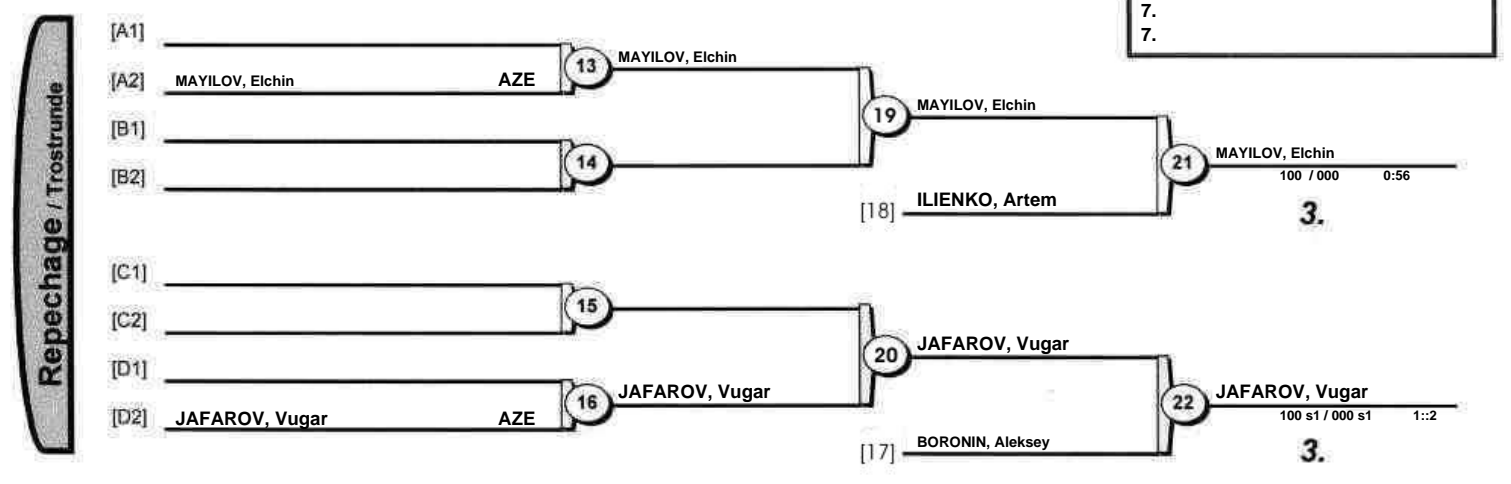 7.
7.
Repechage / Trostrunde
[A1]
[A2] MAYILOV, Elchin AZE
13 MAYILOV, Elchin
[B1]
[B2]
14
19 MAYILOV, Elchin
[18] ILIENKO, Artem
21 MAYILOV, Elchin
100 / 000 0:56
3.
[C1]
[C2]
15
[D1]
[D2] JAFAROV, Vugar AZE
16 JAFAROV, Vugar
20 JAFAROV, Vugar
[17] BORONIN, Aleksey
22 JAFAROV, Vugar
100 s1 / 000 s1 1::2
3.